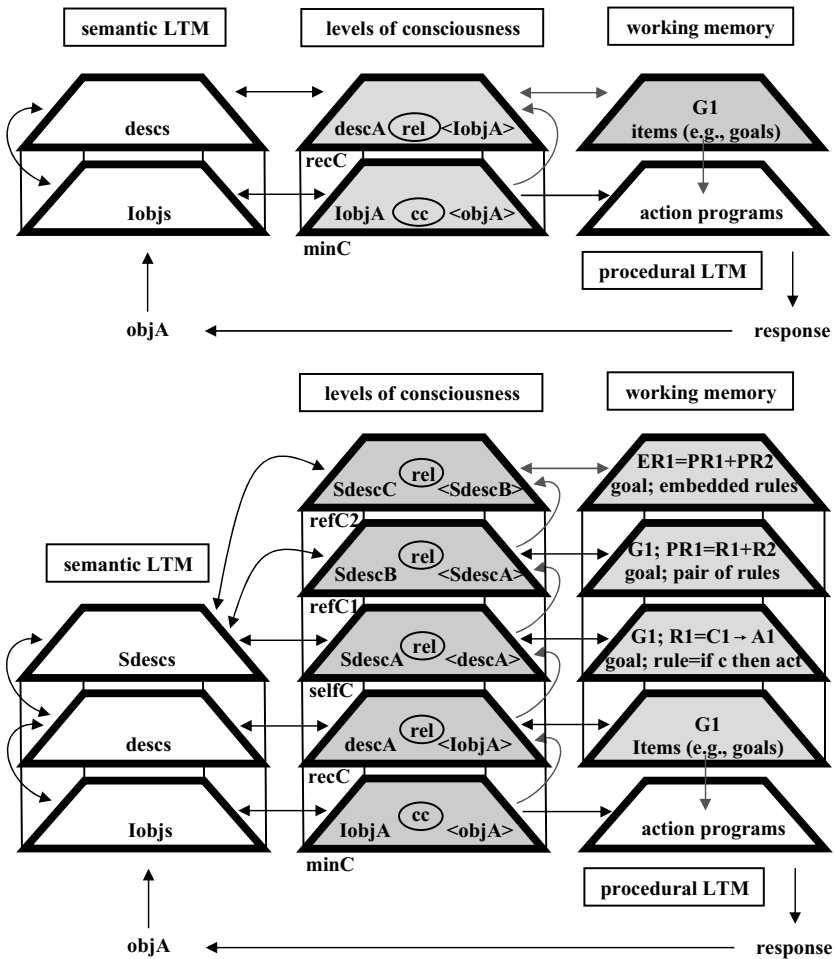 semantic LTM
levels of consciousness
working memory
descs
descA rel <IobjA>
G1
items (e.g., goals)
recC
Iobjs
IobjA cc <objA>
action programs
minC
procedural LTM
objA
response
levels of consciousness
working memory
SdescC rel <SdescB>
ER1=PR1+PR2
goal; embedded rules
refC2
semantic LTM
SdescB rel <SdescA>
G1; PR1=R1+R2
goal; pair of rules
refC1
Sdescs
SdescA rel <descA>
G1; R1=C1→A1
goal; rule=if c then act
selfC
descs
descA rel <IobjA>
G1
Items (e.g., goals)
recC
Iobjs
IobjA cc <objA>
action programs
minC
procedural LTM
objA
response